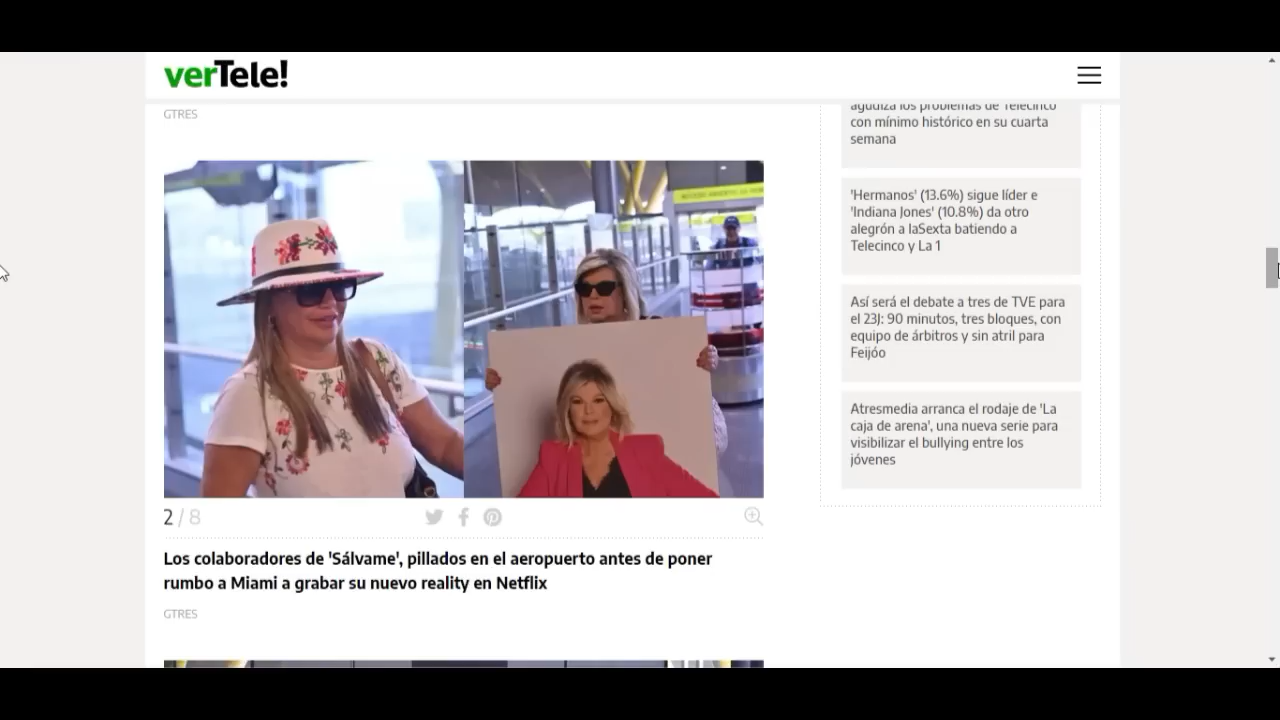 verTele!
GTRES
agudiza los problemas de Telecinco
con mínimo histórico en su cuarta
semana
'Hermanos' (13.6%) sigue líder e
'Indiana Jones' (10.8%) da otro
alegrón a laSexta batiendo a
Telecinco y La 1
Así será el debate a tres de TVE para
el 23J: 90 minutos, tres bloques, con
equipo de árbitros y sin atril para
Feijóo
Atresmedia arranca el rodaje de 'La
caja de arena', una nueva serie para
visibilizar el bullying entre los
jóvenes
2 / 8
Los colaboradores de 'Sálvame', pillados en el aeropuerto antes de poner
rumbo a Miami a grabar su nuevo reality en Netflix
GTRES